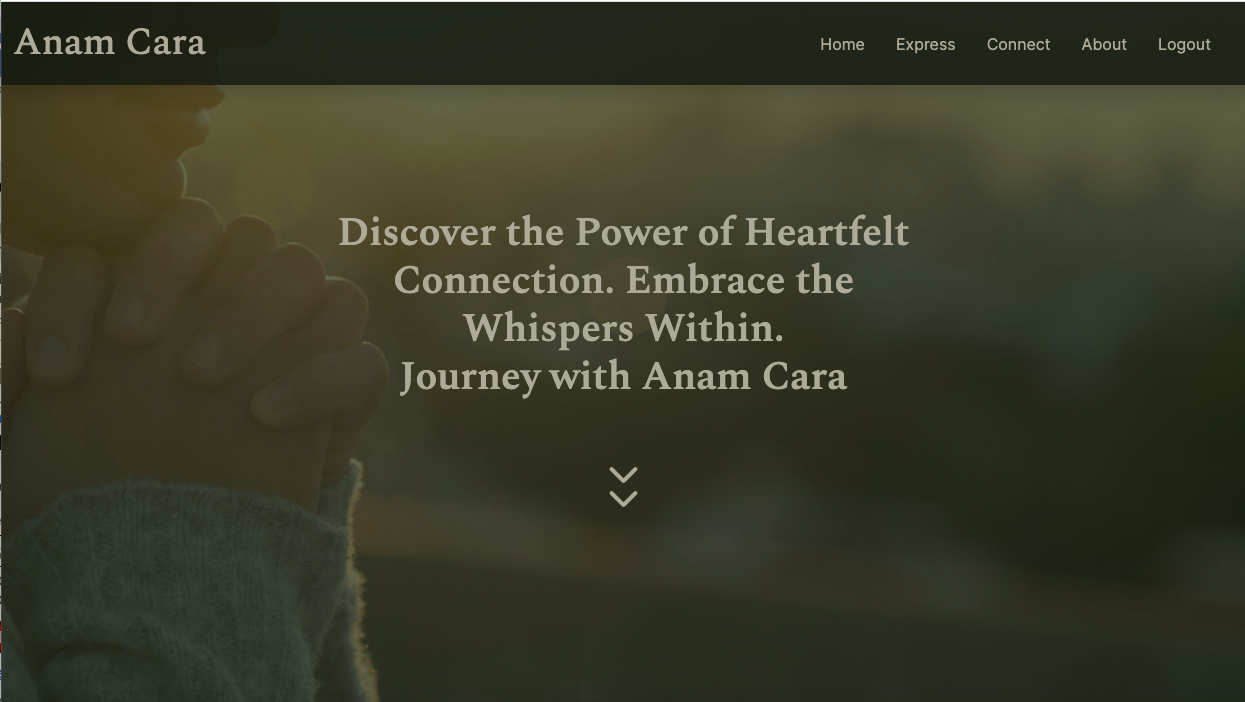 Anam Cara
Home Express Connect About Logout
Discover the Power of Heartfelt
Connection. Embrace the
Whispers Within.
Journey with Anam Cara